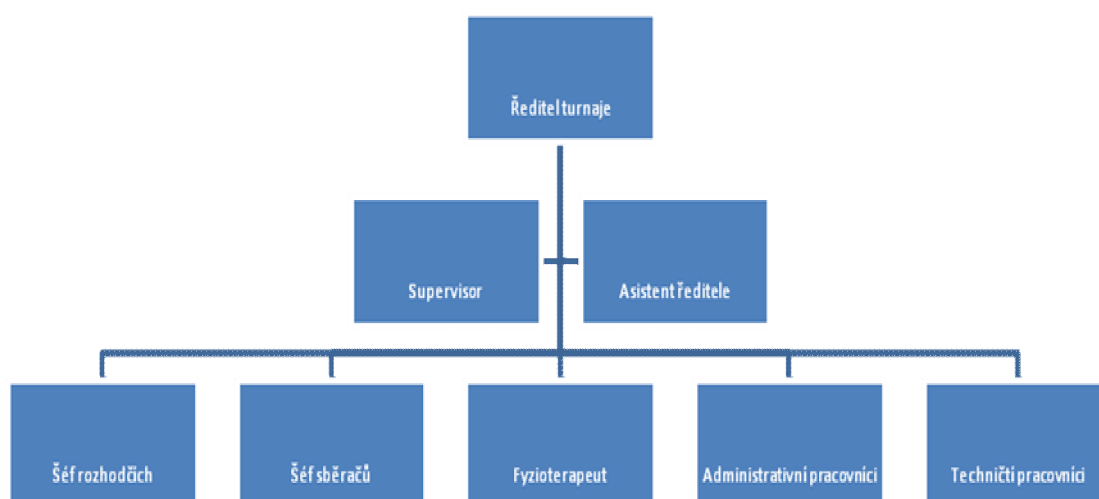 Ředitel turnaje
Supervisor
Asistent ředitele
Šéf rozhodčích
Šéf sběračů
Fyzioterapeut
Administrativní pracovníci
Techničtí pracovníci